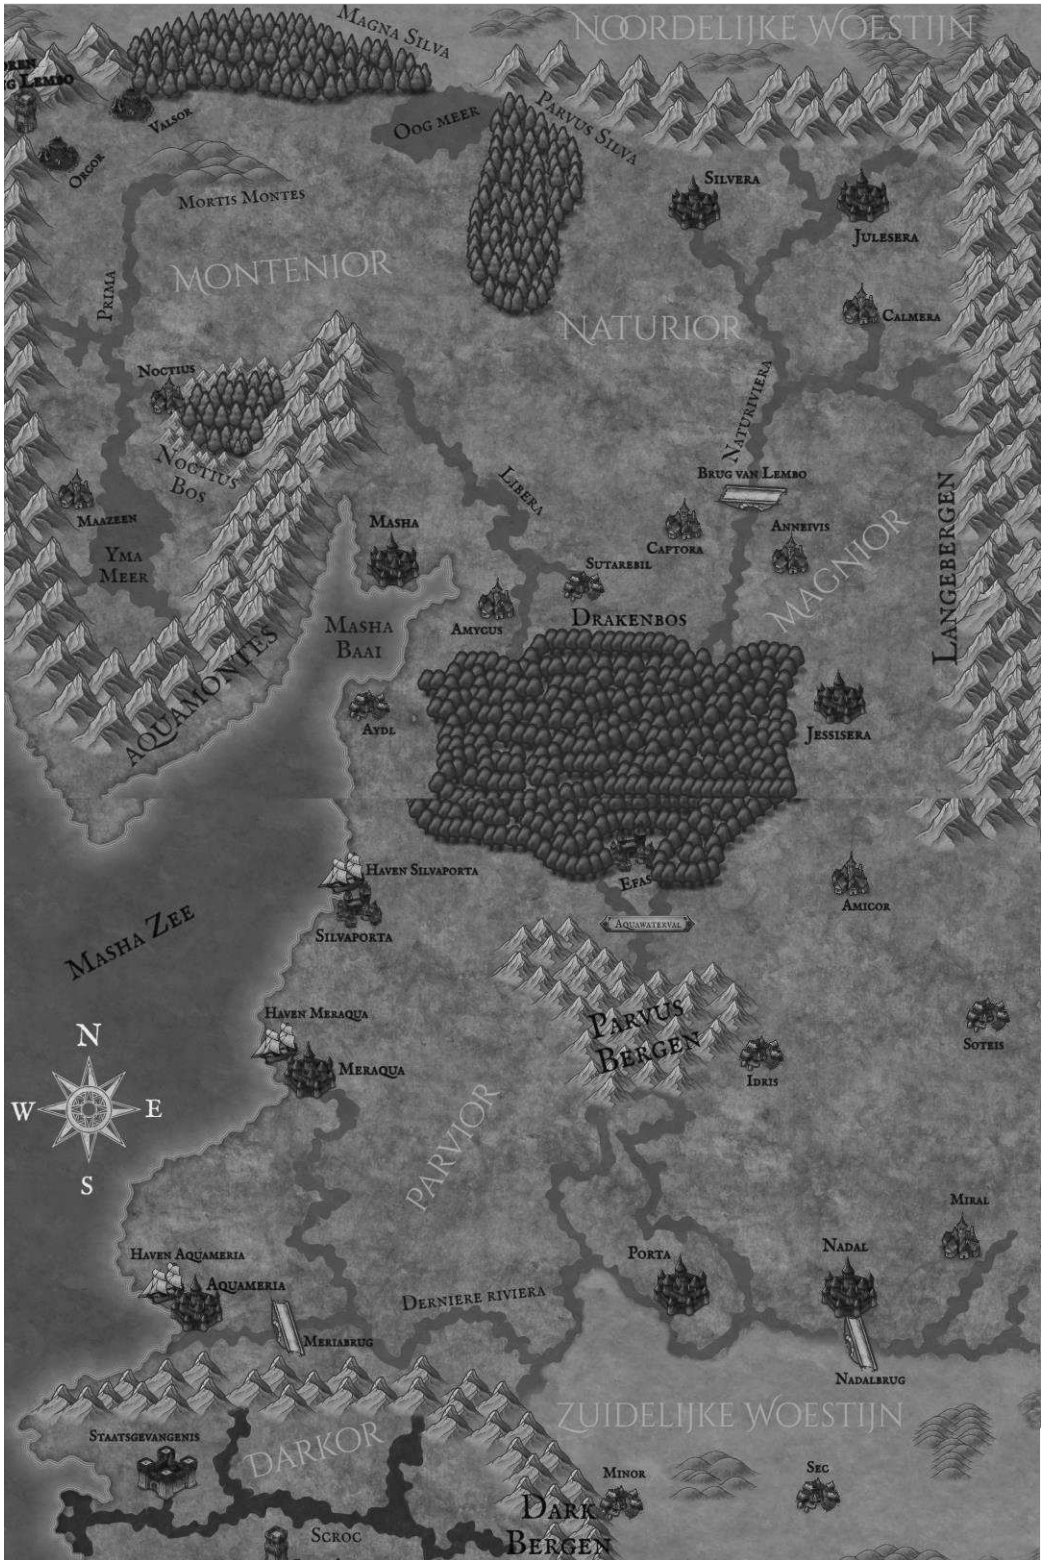 Magna Silva
Noordelijke Woestijn
Lembo
Valsor
Oog meer
Parvus Silva
Orgor
Mortis Montes
Silvera
Julesera
Montenior
Prima
Naturior
Calmera
Noctius
Naturiviera
Noctius
Bos
Libera
Brug van Lembo
Maazeen
Masha
Captora
Anneivis
Magnior
Langebergen
Yma
Meer
Sutarebil
Amycus
Drakenbos
Masha
Baai
Aquamontes
Aydl
Jessisera
Haven Silvaporta
Efas
Silvaporta
Aquawaterval
Amicor
Masha Zee
Haven Meraqua
Parvus
Bergen
Soteis
N
Meraqua
Idris
W
E
Parvior
S
Miral
Haven Aquameria
Porta
Nadal
Aquameria
Derniere riviera
Meriabrug
Nadalbrug
Zuidelijke Woestijn
Staatsgevangenis
Darkor
Minor
Sec
Dark
Bergen
Scroc